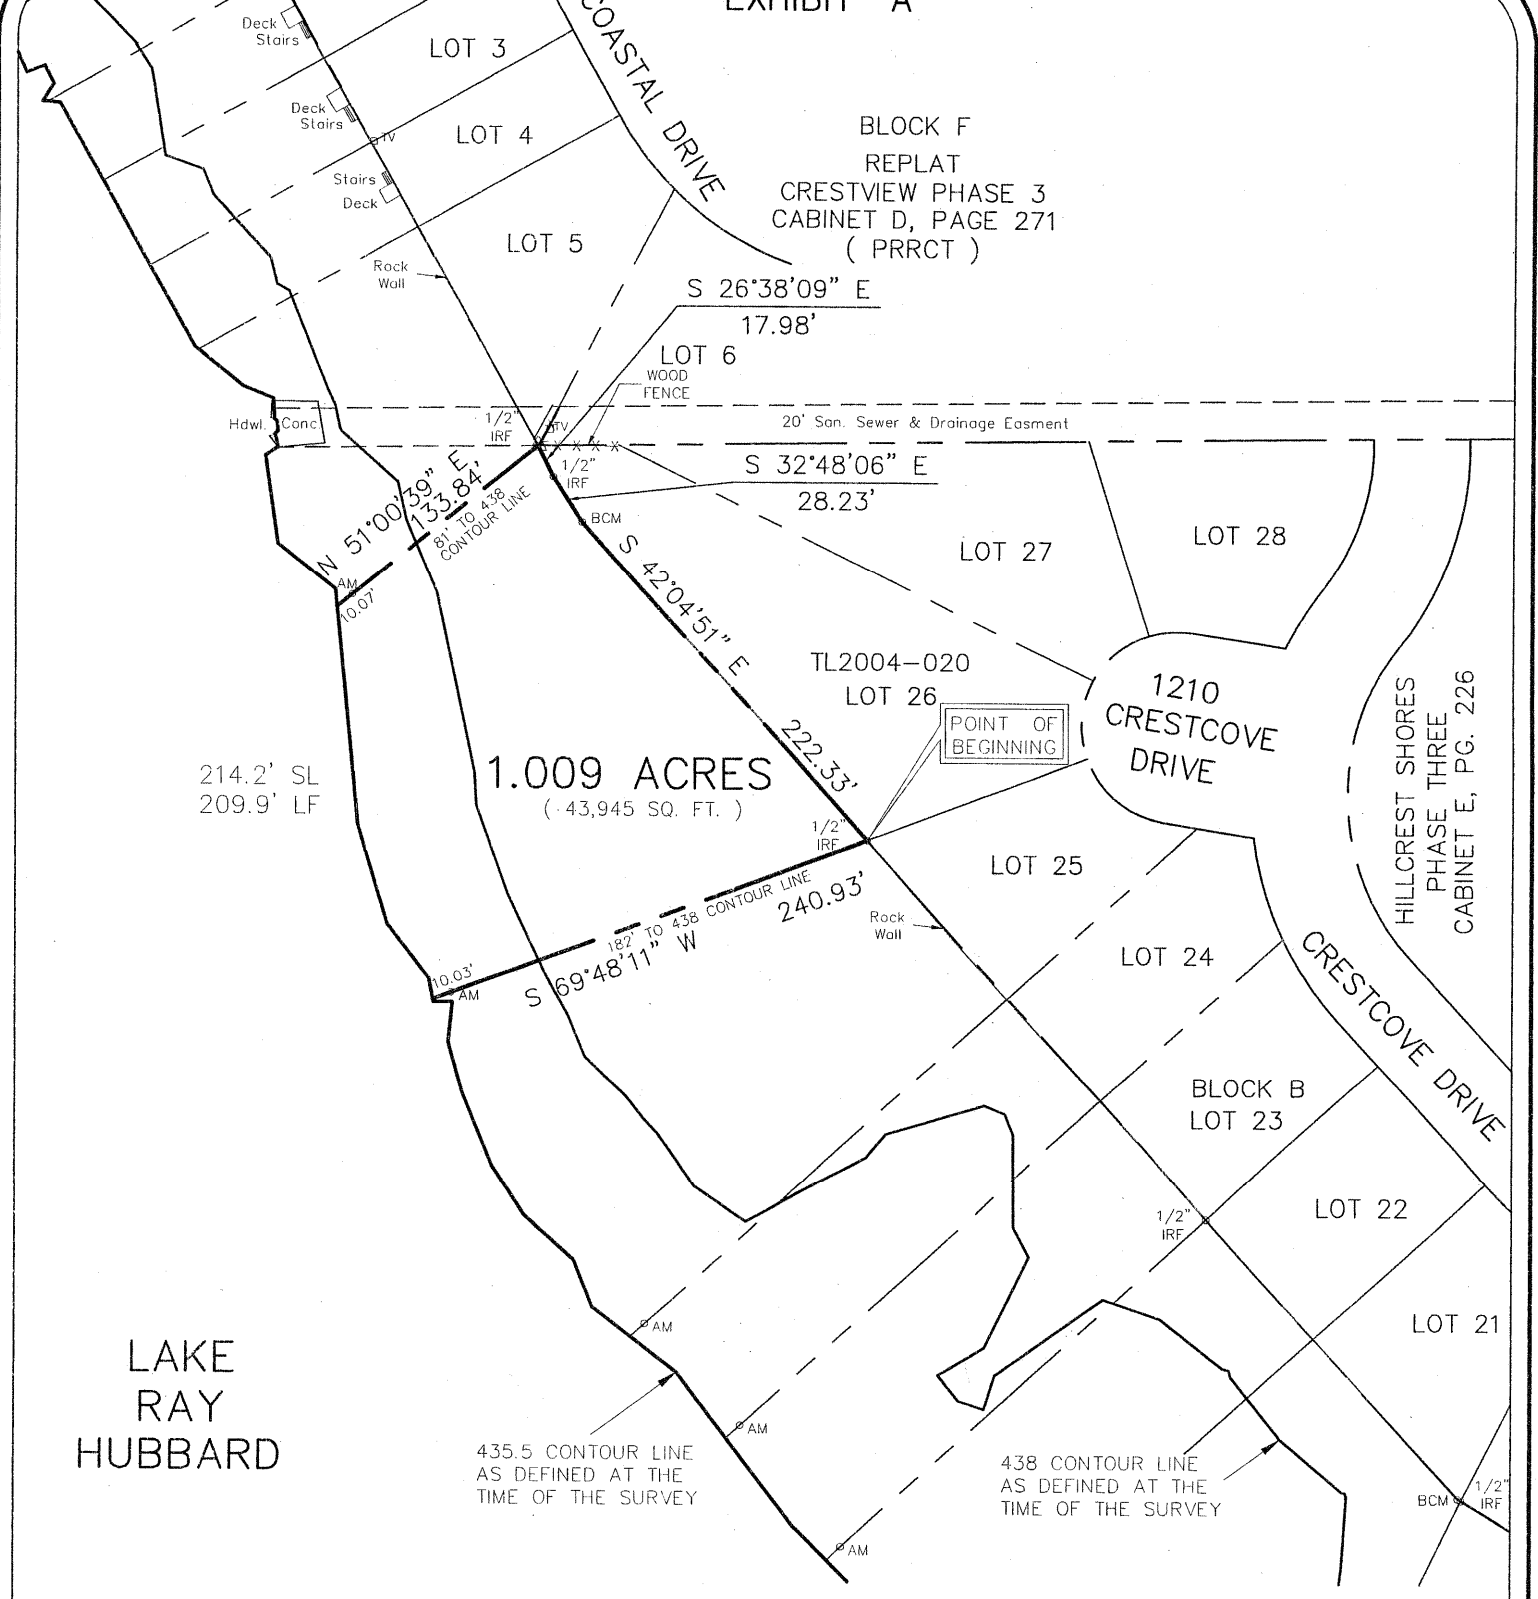 EXHIBIT "A"
Deck
Stairs
LOT 3
COASTAL DRIVE
Deck
Stairs
TV
LOT 4
BLOCK F
REPLAT
CRESTVIEW PHASE 3
CABINET D, PAGE 271
( PRRCT )
Stairs
Deck
LOT 5
Rock
Wall
S 26°38'09" E
17.98'
LOT 6
WOOD
FENCE
Hdwl.
Conc.
1/2"
IRF
TV
20' San. Sewer & Drainage Easment
1/2"
IRF
S 32°48'06" E
28.23'
N 51°00'39" E
133.84'
81' TO 438
CONTOUR LINE
BCM
AM
10.07'
S 42°04'51" E
222.33'
LOT 27
LOT 28
TL2004-020
LOT 26
POINT OF
BEGINNING
1210
CRESTCOVE
DRIVE
HILLCREST SHORES
PHASE THREE
CABINET E, PG. 226
214.2' SL
209.9' LF
1.009 ACRES
( 43,945 SQ. FT. )
1/2"
IRF
LOT 25
182' TO 438 CONTOUR LINE
240.93'
S 69°48'11" W
10.03'
AM
Rock
Wall
LOT 24
CRESTCOVE DRIVE
BLOCK B
LOT 23
1/2"
IRF
LOT 22
LOT 21
LAKE
RAY
HUBBARD
AM
AM
435.5 CONTOUR LINE
AS DEFINED AT THE
TIME OF THE SURVEY
438 CONTOUR LINE
AS DEFINED AT THE
TIME OF THE SURVEY
BCM
1/2"
IRF
AM